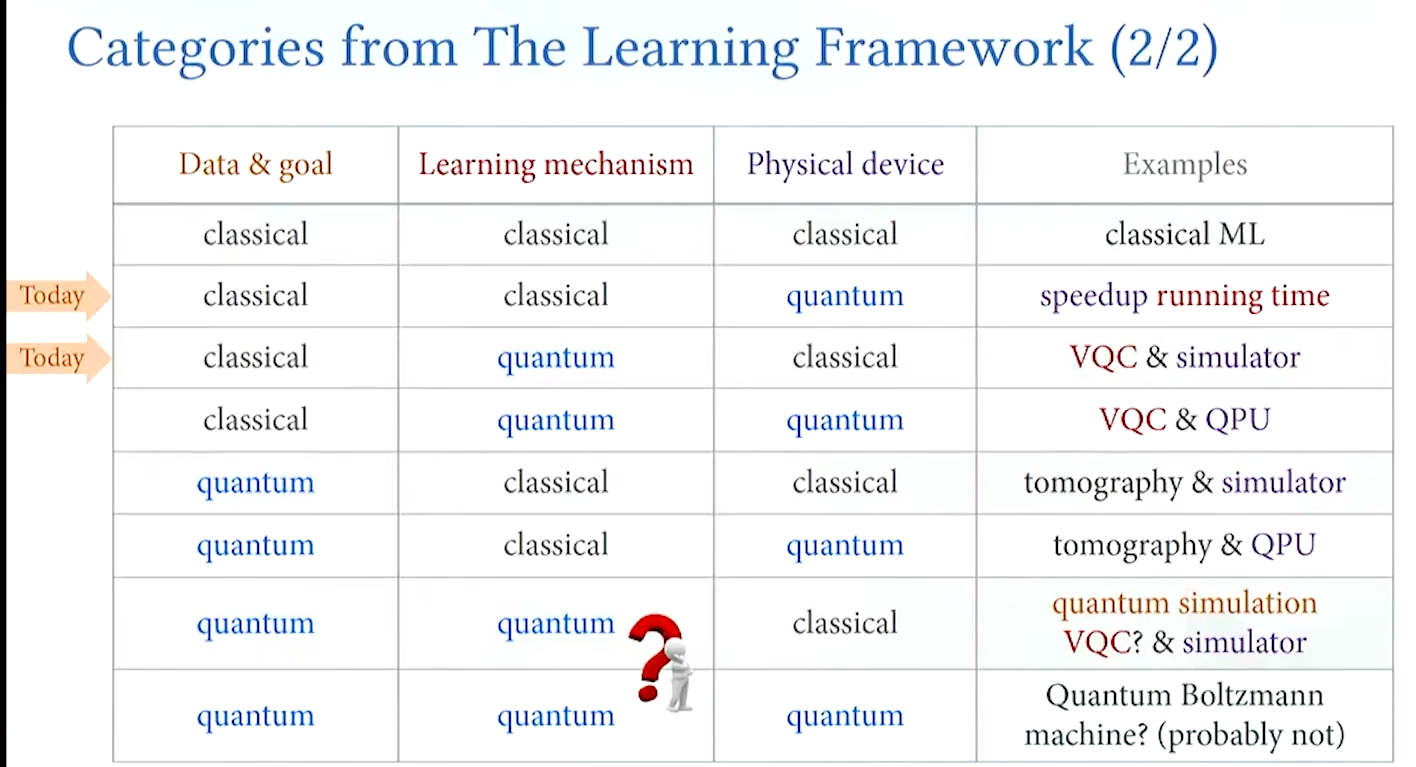 Categories from The Learning Framework (2/2)
Data & goal Learning mechanism Physical device Examples
classical classical classical classical ML
Today classical classical quantum speedup running time
Today classical quantum classical VQC & simulator
classical quantum quantum VQC & QPU
quantum classical classical tomography & simulator
quantum classical quantum tomography & QPU
quantum quantum ? classical quantum simulation
VQC? & simulator
quantum quantum quantum Quantum Boltzmann
machine? (probably not)